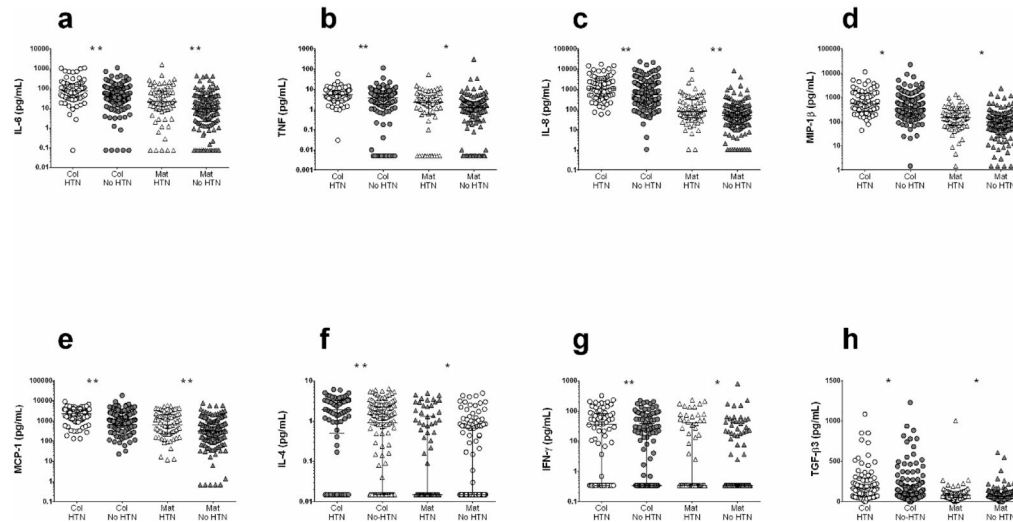 a
b
c
d
** **
** *
** **
* *
IL-6 (pg/mL)
10000
1000
100
10
1
0.1
0.01
Col HTN
Col No HTN
Mat HTN
Mat No HTN
TNF (pg/mL)
1000
100
10
1
0.1
0.01
0.001
Col HTN
Col No HTN
Mat HTN
Mat No HTN
IL-8 (pg/mL)
100000
10000
1000
100
10
1
0.1
Col HTN
Col No HTN
Mat HTN
Mat No HTN
MIP-1β (pg/mL)
100000
10000
1000
100
10
1
Col HTN
Col No HTN
Mat HTN
Mat No HTN
e
f
g
h
** **
** *
** *
* *
MCP-1 (pg/mL)
100000
10000
1000
100
10
1
0.1
Col HTN
Col No HTN
Mat HTN
Mat No HTN
IL-4 (pg/mL)
10
1
0.1
0.01
Col HTN
Col No-HTN
Mat HTN
Mat No HTN
IFN-γ (pg/mL)
1000
100
10
1
0.1
Col HTN
Col No HTN
Mat HTN
Mat No HTN
TGF-β3 (pg/mL)
1500
1000
500
0
Col HTN
Col No HTN
Mat HTN
Mat No HTN